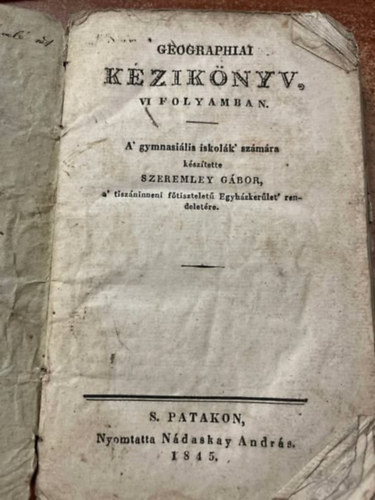 GEOGRAPHIAI
KÉZIKÖNYV,
VI FOLYAMBAN.
A' gymnasiális iskolák' számára
készítette
SZEREMLEY GÁBOR,
a' tiszáninneni főtiszteletű Egyházkerület' ren-
deletére.
S. PATAKON,
Nyomtatta Nádaskay András.
1845.